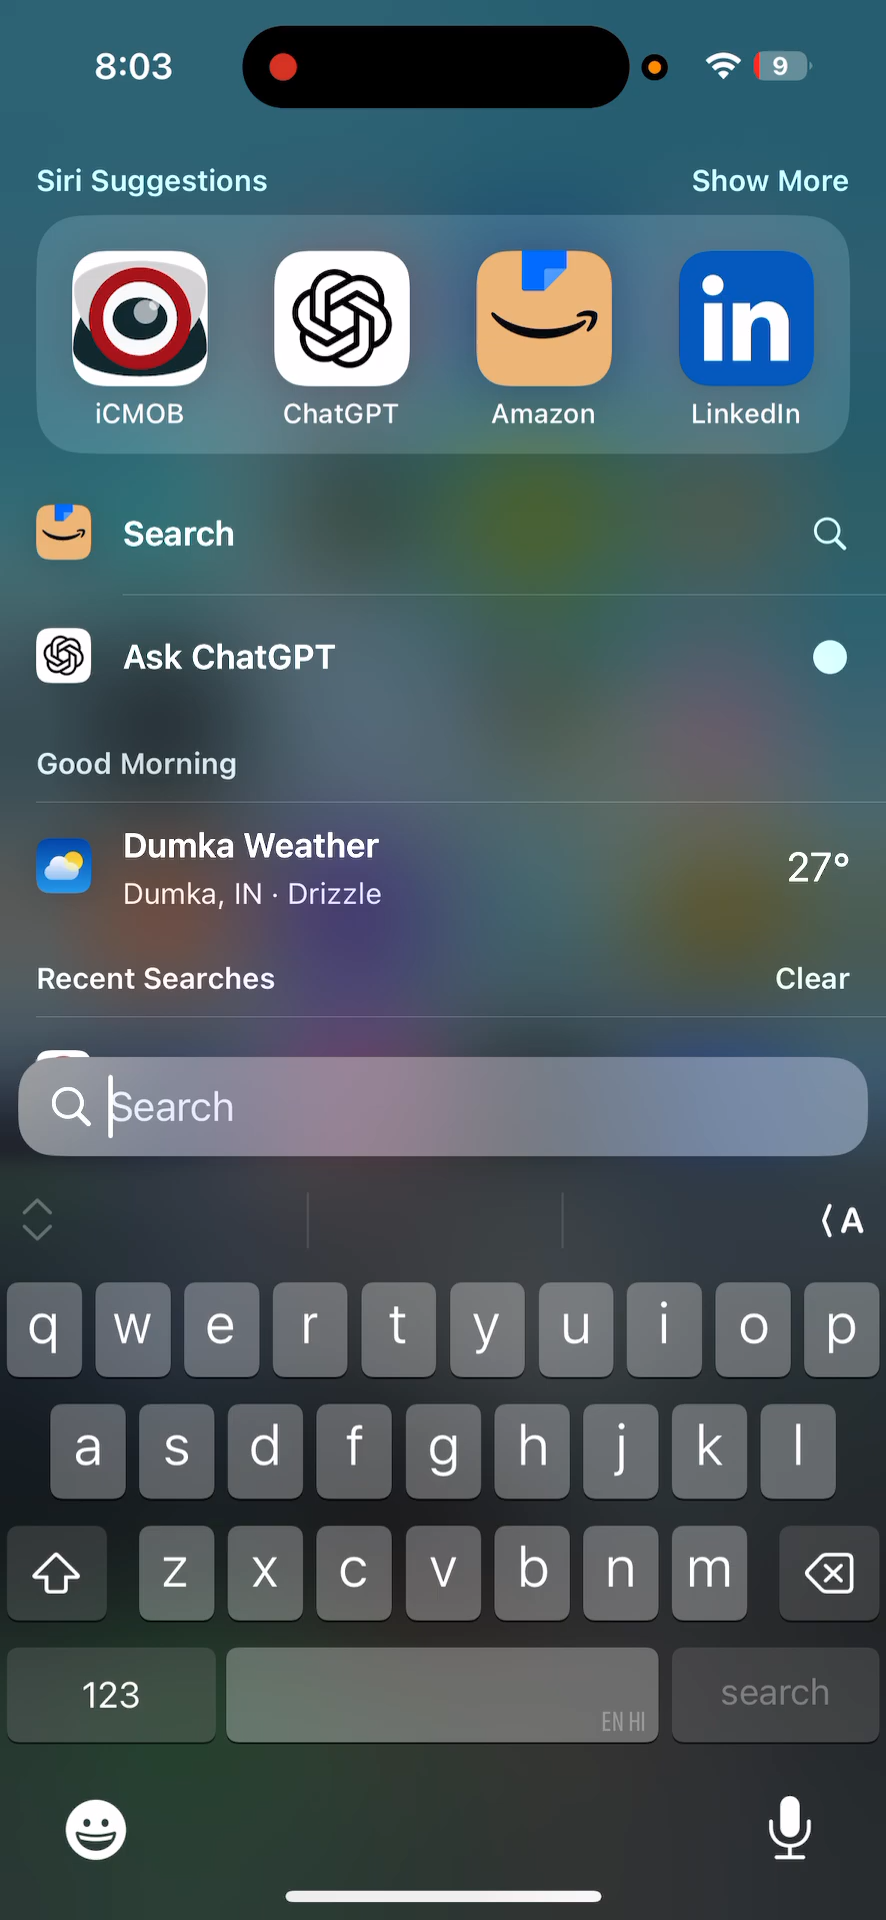 8:03
9
Siri Suggestions Show More
iCMOB ChatGPT Amazon LinkedIn
Search
Ask ChatGPT
Good Morning
Dumka Weather
27°
Dumka, IN · Drizzle
Recent Searches Clear
Search
A
q w e r t y u i o p
a s d f g h j k l
z x c v b n m
123 EN HI search